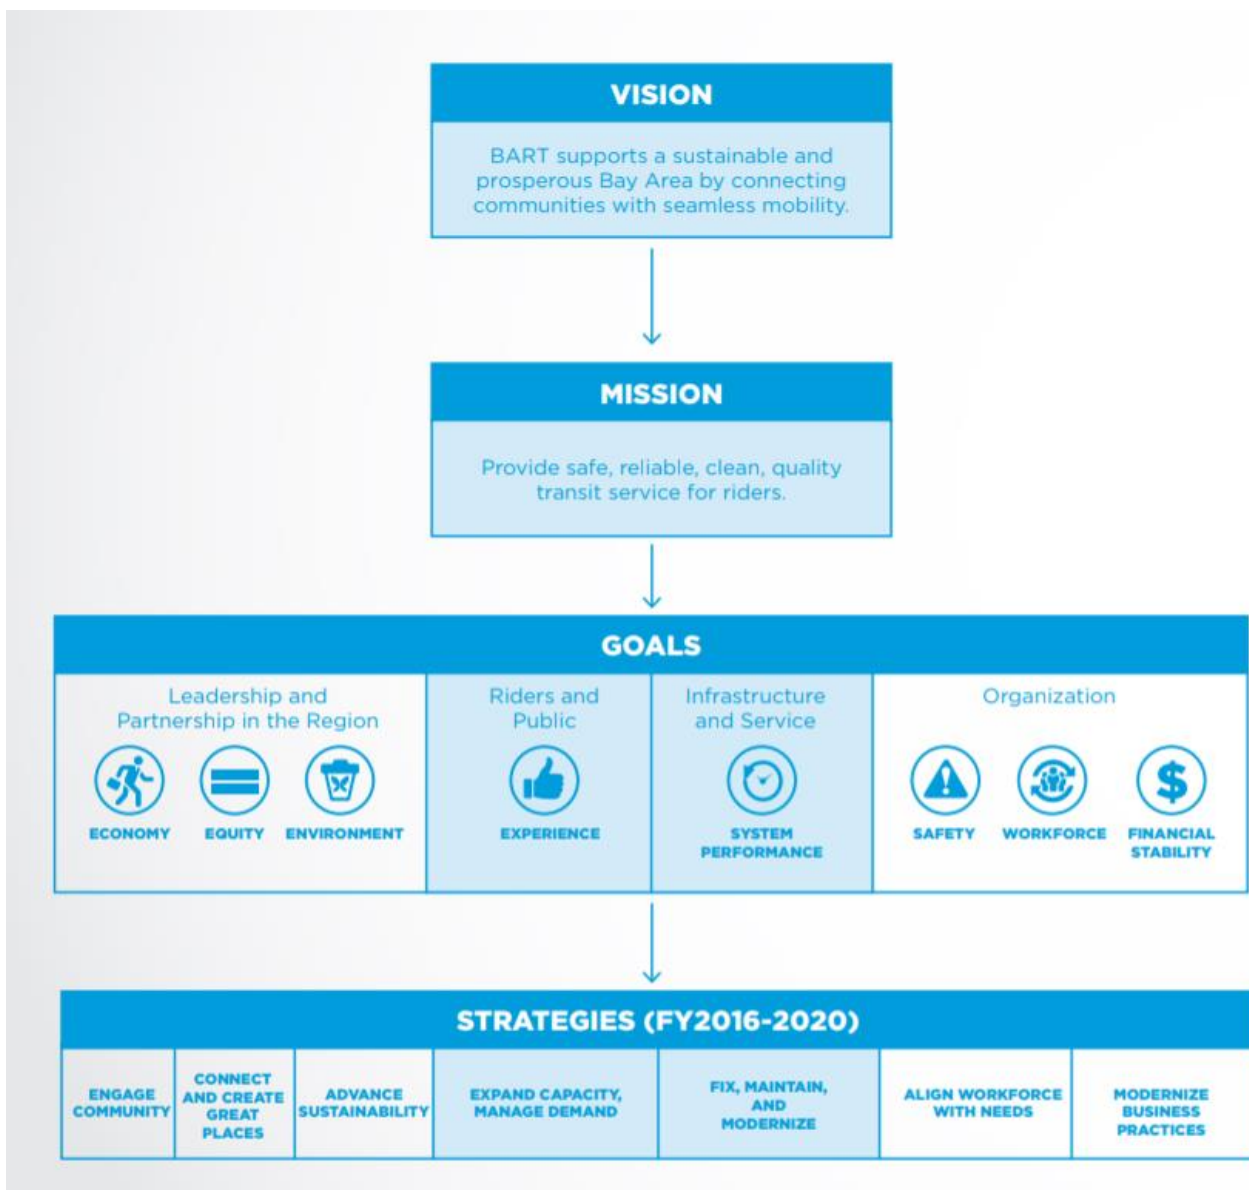 VISION
BART supports a sustainable and
prosperous Bay Area by connecting
communities with seamless mobility.
MISSION
Provide safe, reliable, clean, quality
transit service for riders.
GOALS
Leadership and
Partnership in the Region
ECONOMY
EQUITY
ENVIRONMENT
Riders and
Public
EXPERIENCE
Infrastructure
and Service
SYSTEM
PERFORMANCE
Organization
SAFETY
WORKFORCE
FINANCIAL
STABILITY
STRATEGIES (FY2016-2020)
ENGAGE
COMMUNITY
CONNECT
AND CREATE
GREAT
PLACES
ADVANCE
SUSTAINABILITY
EXPAND CAPACITY,
MANAGE DEMAND
FIX, MAINTAIN,
AND
MODERNIZE
ALIGN WORKFORCE
WITH NEEDS
MODERNIZE
BUSINESS
PRACTICES